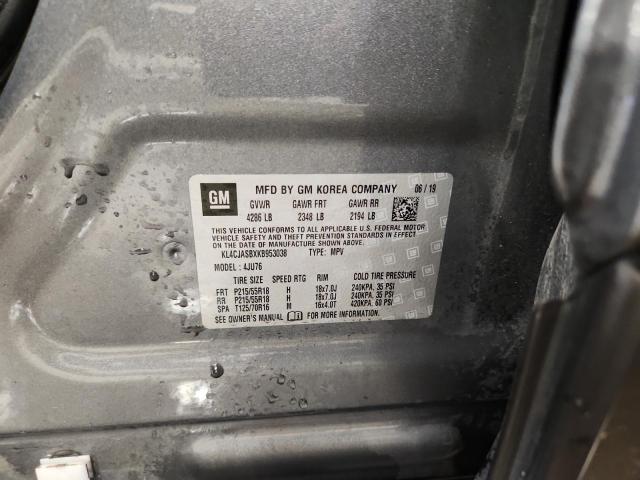 GM MFD BY GM KOREA COMPANY 06 / 19
GVWR GAWR FRT GAWR RR
4286 LB 2348 LB 2194 LB
THIS VEHICLE CONFORMS TO ALL APPLICABLE U.S. FEDERAL MOTOR
VEHICLE SAFETY AND THEFT PREVENTION STANDARDS IN EFFECT ON
THE DATE OF MANUFACTURE SHOWN ABOVE.
KL4CJASBXKB953038 TYPE: MPV
MODEL: 4JU76
TIRE SIZE SPEED RTG RIM COLD TIRE PRESSURE
FRT P215/55R18 H 18x7.0J 240KPA, 35 PSI
RR P215/55R18 H 18x7.0J 240KPA, 35 PSI
SPA T125/70R16 M 16x4.0T 420KPA, 60 PSI
SEE OWNER'S MANUAL FOR MORE INFORMATION.